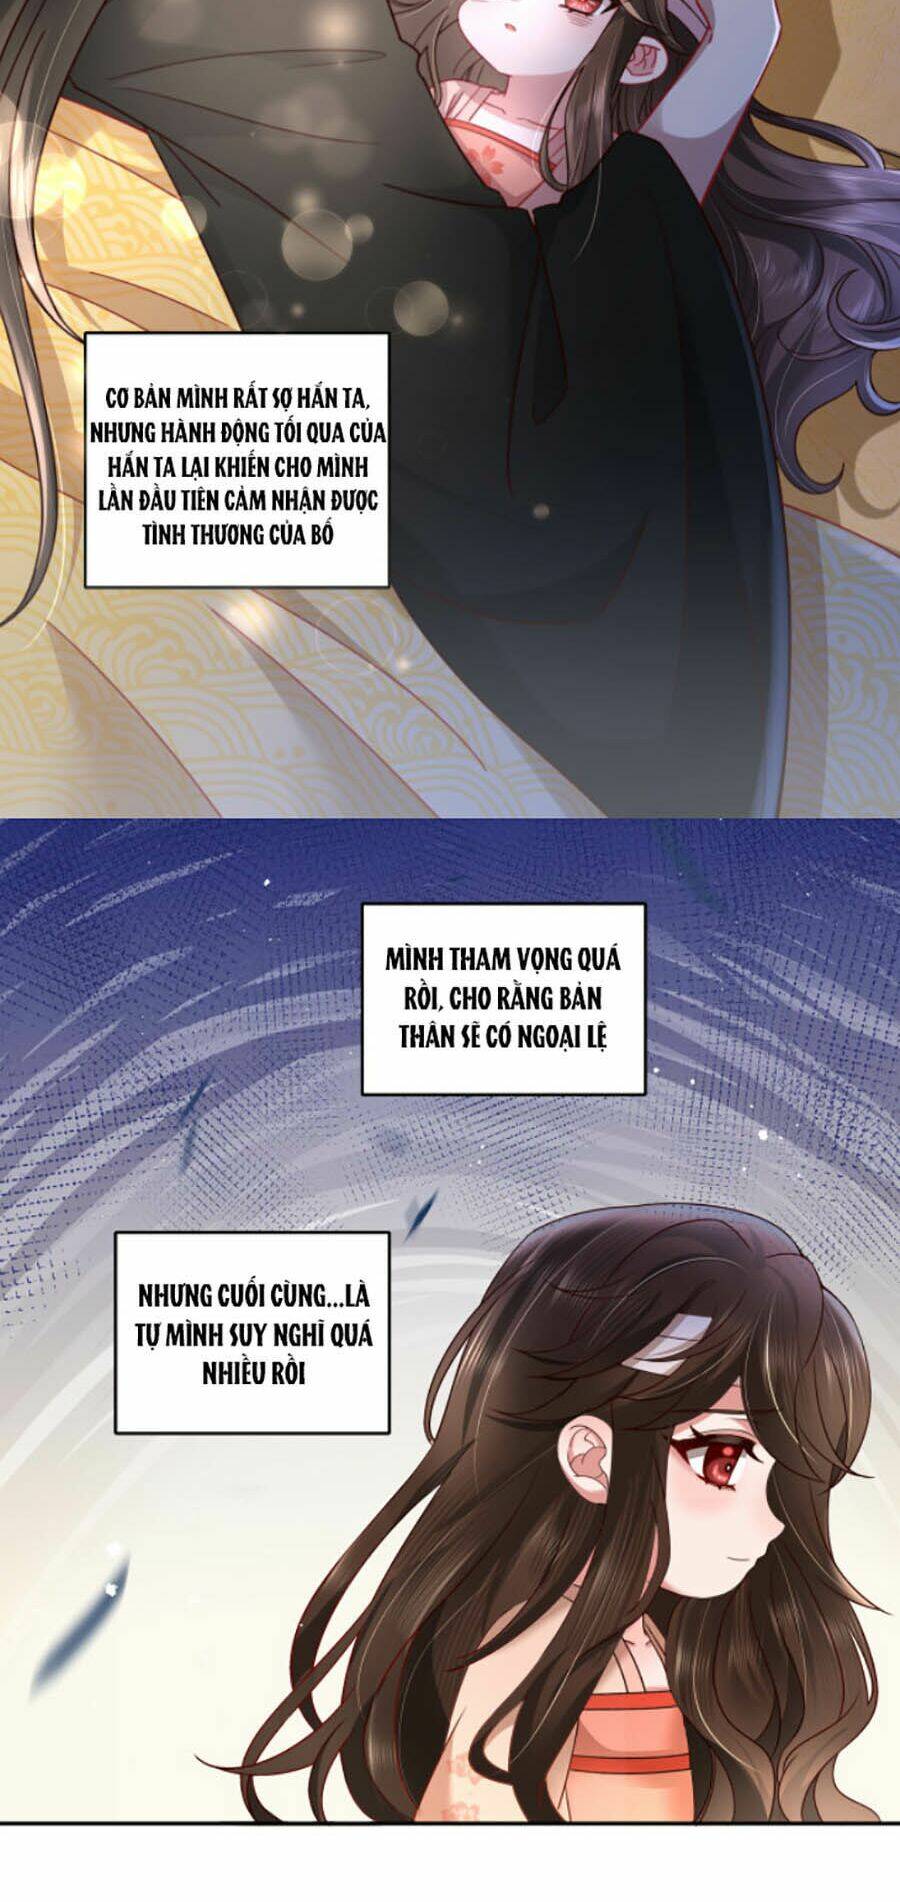 CƠ BẢN MÌNH RẤT SỢ HẮN TA,
NHƯNG HÀNH ĐỘNG TỐI QUA CỦA
HẮN TA LẠI KHIẾN CHO MÌNH
LẦN ĐẦU TIÊN CẢM NHẬN ĐƯỢC
TÌNH THƯƠNG CỦA BỐ
MÌNH THAM VỌNG QUÁ
RỒI, CHO RẰNG BẢN
THÂN SẼ CÓ NGOẠI LỆ
NHƯNG CUỐI CÙNG...LÀ
TỰ MÌNH SUY NGHĨ QUÁ
NHIỀU RỒI